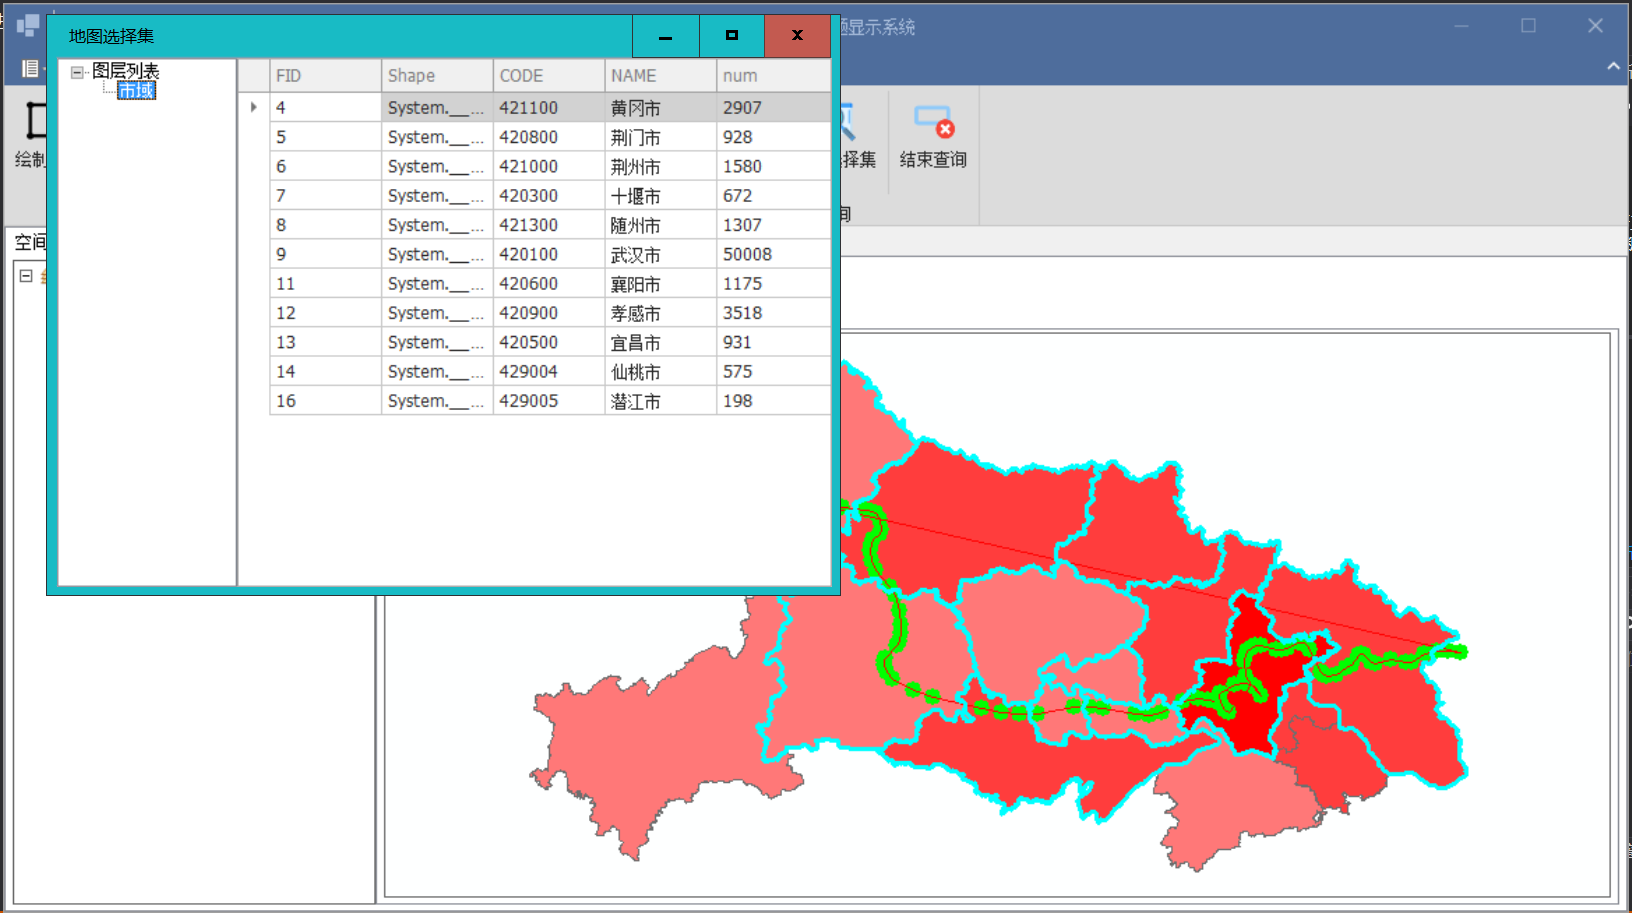 地图选择集
题显示系统
图层列表
市域
FID Shape CODE NAME num
4 System.__... 421100 黄冈市 2907
5 System.__... 420800 荆门市 928
6 System.__... 421000 荆州市 1580
7 System.__... 420300 十堰市 672
8 System.__... 421300 随州市 1307
9 System.__... 420100 武汉市 50008
11 System.__... 420600 襄阳市 1175
12 System.__... 420900 孝感市 3518
13 System.__... 420500 宜昌市 931
14 System.__... 429004 仙桃市 575
16 System.__... 429005 潜江市 198
绘制
择集
结束查询
询
空间